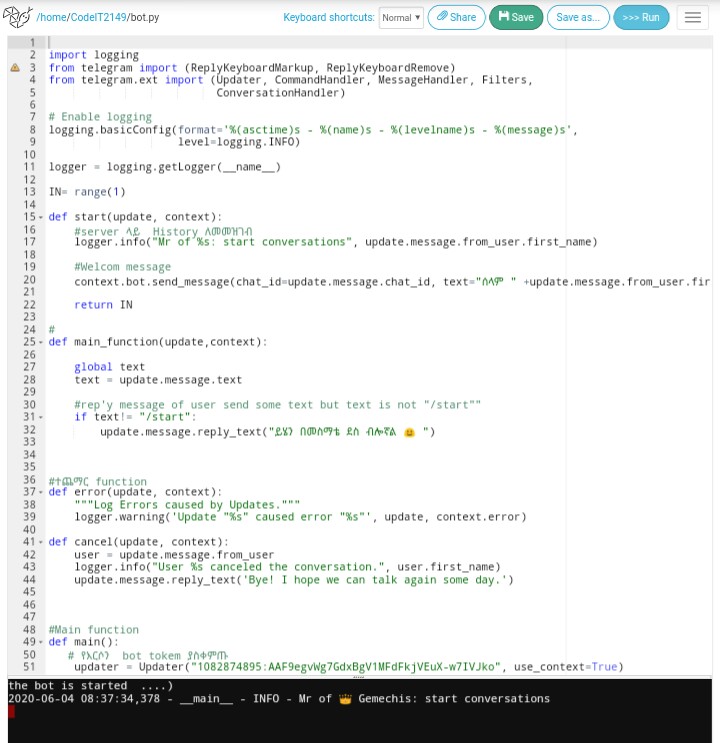 /home/CodeIT2149/bot.py Keyboard shortcuts: Normal Share Save Save as... >>> Run
1
2 import logging
3 from telegram import (ReplyKeyboardMarkup, ReplyKeyboardRemove)
4 from telegram.ext import (Updater, CommandHandler, MessageHandler, Filters,
5 ConversationHandler)
6
7 # Enable logging
8 logging.basicConfig(format='%(asctime)s - %(name)s - %(levelname)s - %(message)s',
9 level=logging.INFO)
10
11 logger = logging.getLogger(__name__)
12
13 IN= range(1)
14
15 def start(update, context):
16 #server ላይ History ለመመዝገብ
17 logger.info("Mr of %s: start conversations", update.message.from_user.first_name)
18
19 #Welcom message
20 context.bot.send_message(chat_id=update.message.chat_id, text="ሰላም " +update.message.from_user.fir
21
22 return IN
23
24 #
25 def main_function(update,context):
26
27 global text
28 text = update.message.text
29
30 #rep'y message of user send some text but text is not "/start""
31 if text!= "/start":
32 update.message.reply_text("ይሄን በመስማቴ ደስ ብሎኛል 😊 ")
33
34
35
36 #ተጨማር function
37 def error(update, context):
38 """Log Errors caused by Updates."""
39 logger.warning('Update "%s" caused error "%s"', update, context.error)
40
41 def cancel(update, context):
42 user = update.message.from_user
43 logger.info("User %s canceled the conversation.", user.first_name)
44 update.message.reply_text('Bye! I hope we can talk again some day.')
45
46
47
48 #Main function
49 def main():
50 # የእርሶን bot tokem ያስቀምጡ
51 updater = Updater("1082874895:AAF9egvWg7GdxBgV1MFdFkjVEuX-w7IVJko", use_context=True)
the bot is started ....)
2020-06-04 08:37:34,378 - __main__ - INFO - Mr of 👑 Gemechis: start conversations